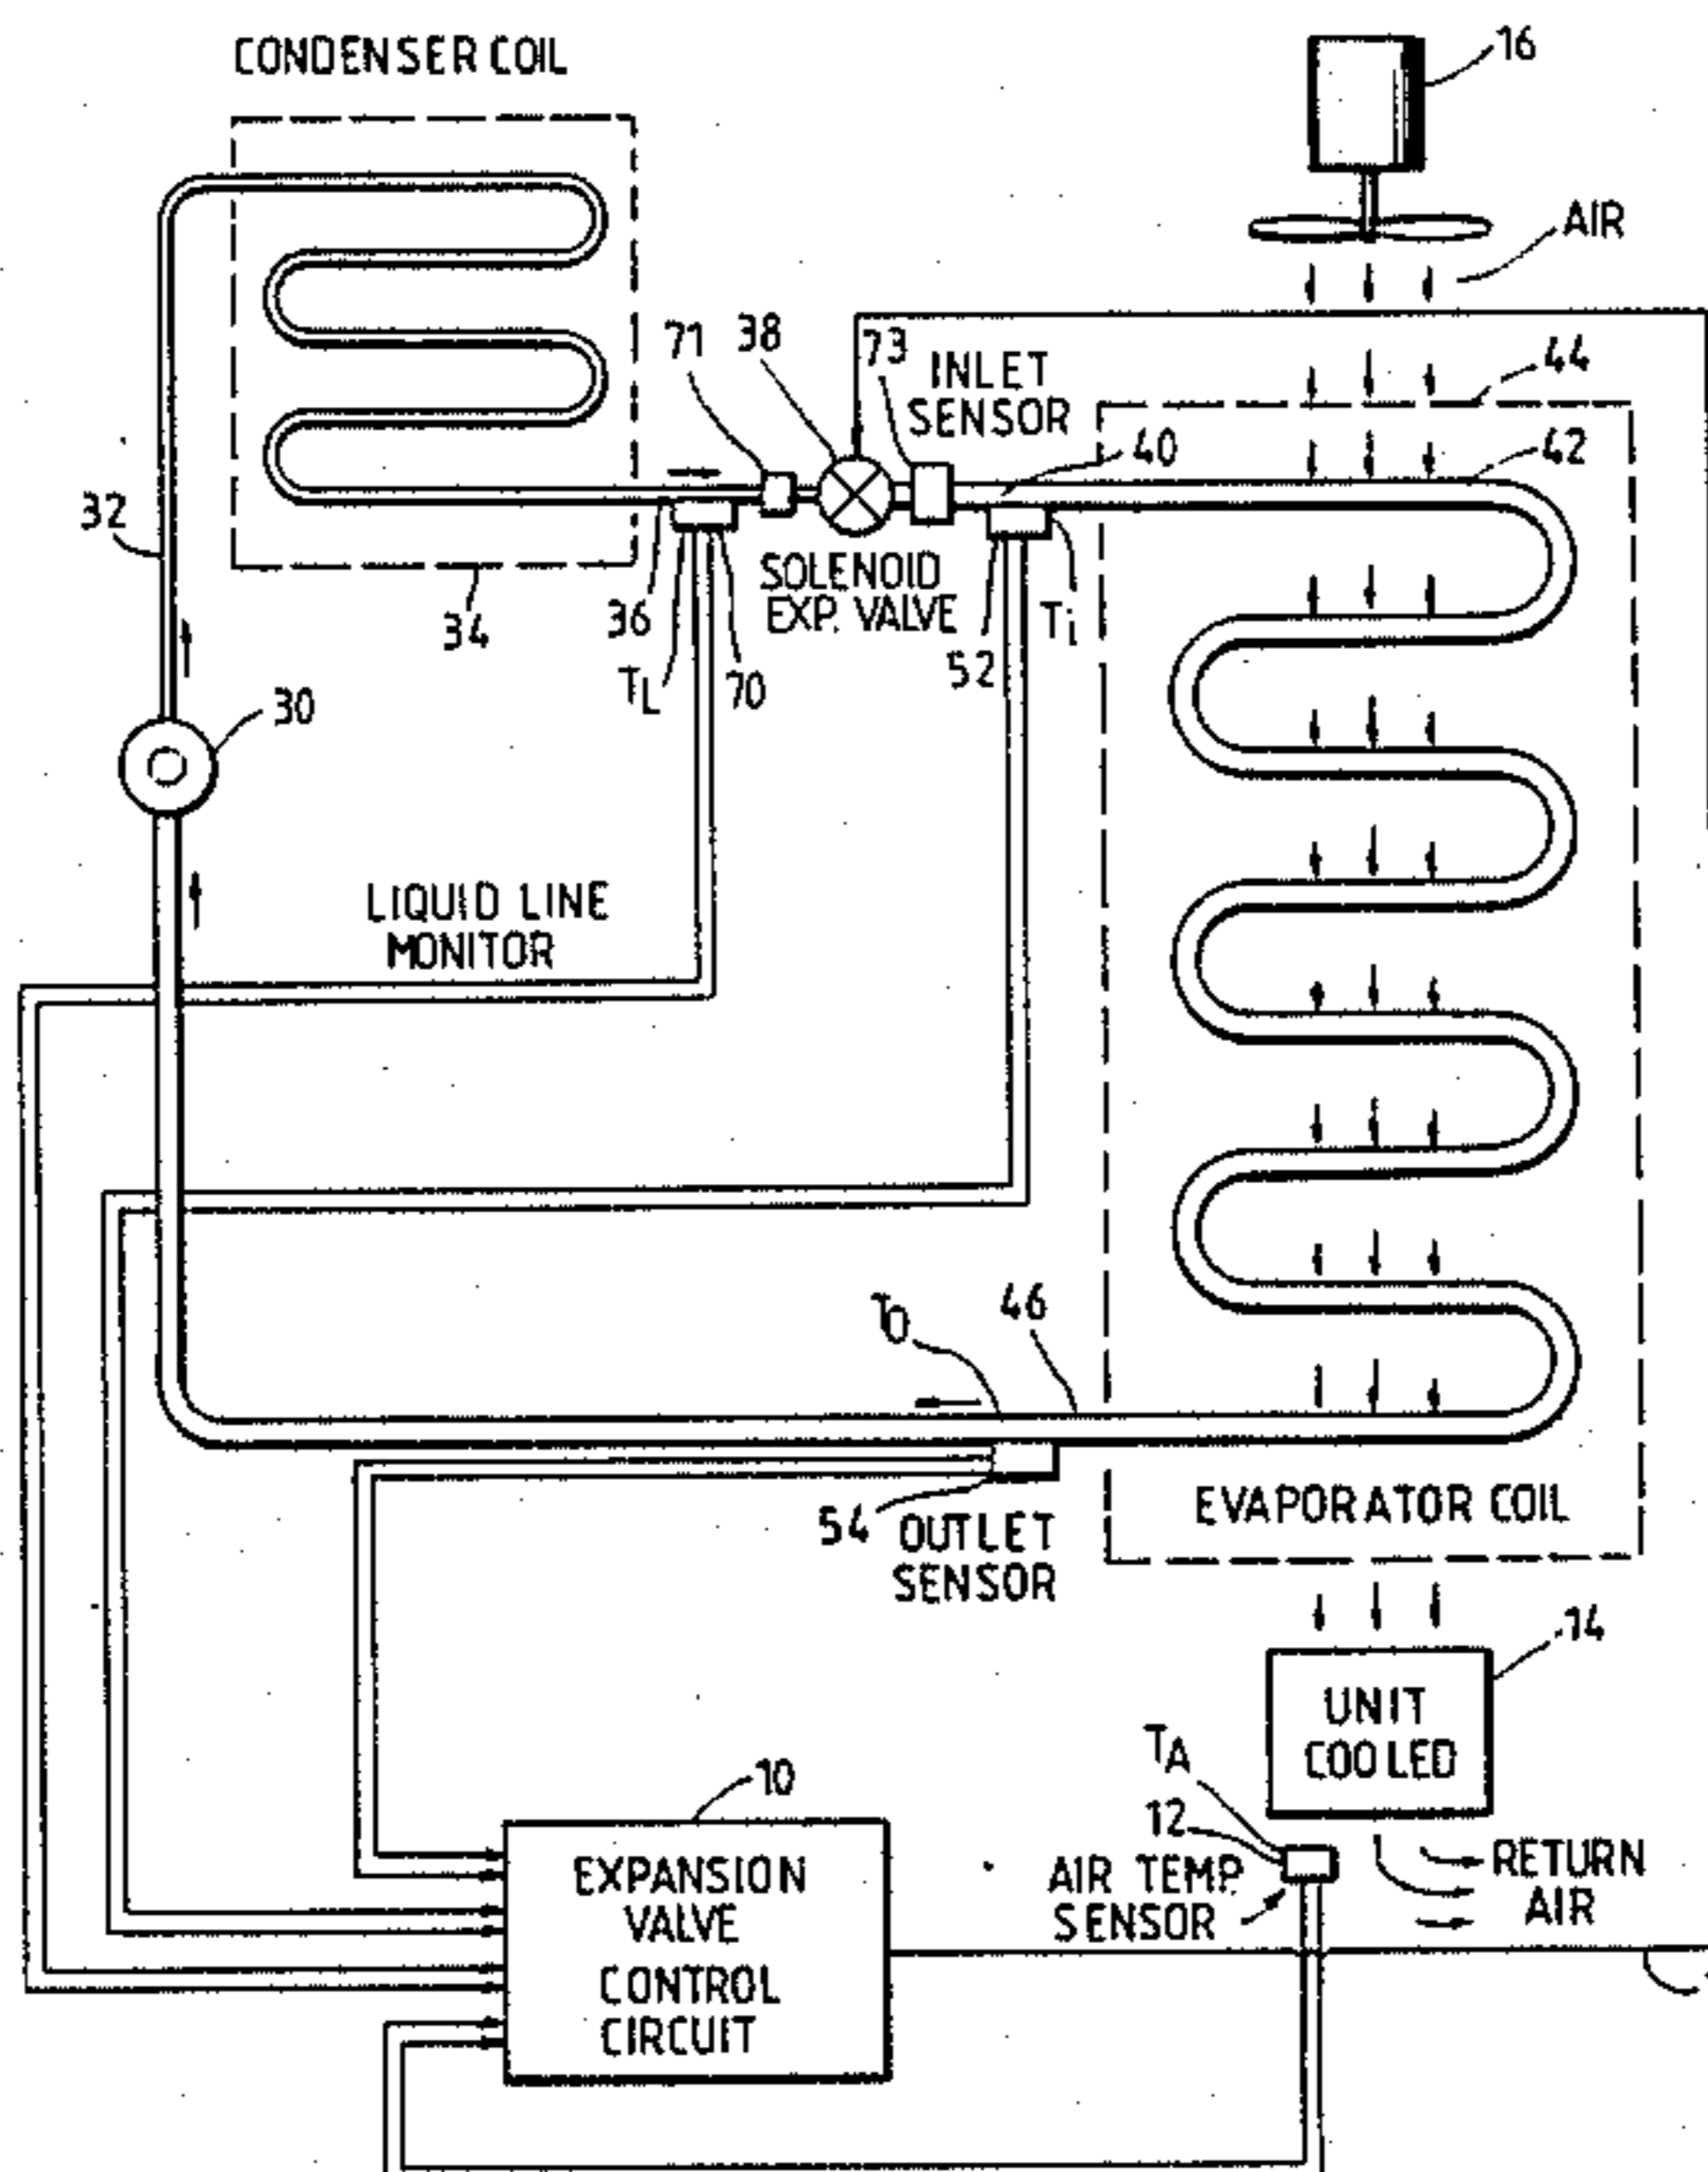 CONDENSER COIL
16
AIR
71
38
73
INLET
SENSOR
44
40
42
32
34
36
TL
70
SOLENOID
EXP. VALVE
52
Ti
30
LIQUID LINE
MONITOR
TO
46
54
OUTLET
SENSOR
EVAPORATOR COIL
14
UNIT
COOLED
TA
12
AIR TEMP.
SENSOR
RETURN
AIR
10
EXPANSION
VALVE
CONTROL
CIRCUIT